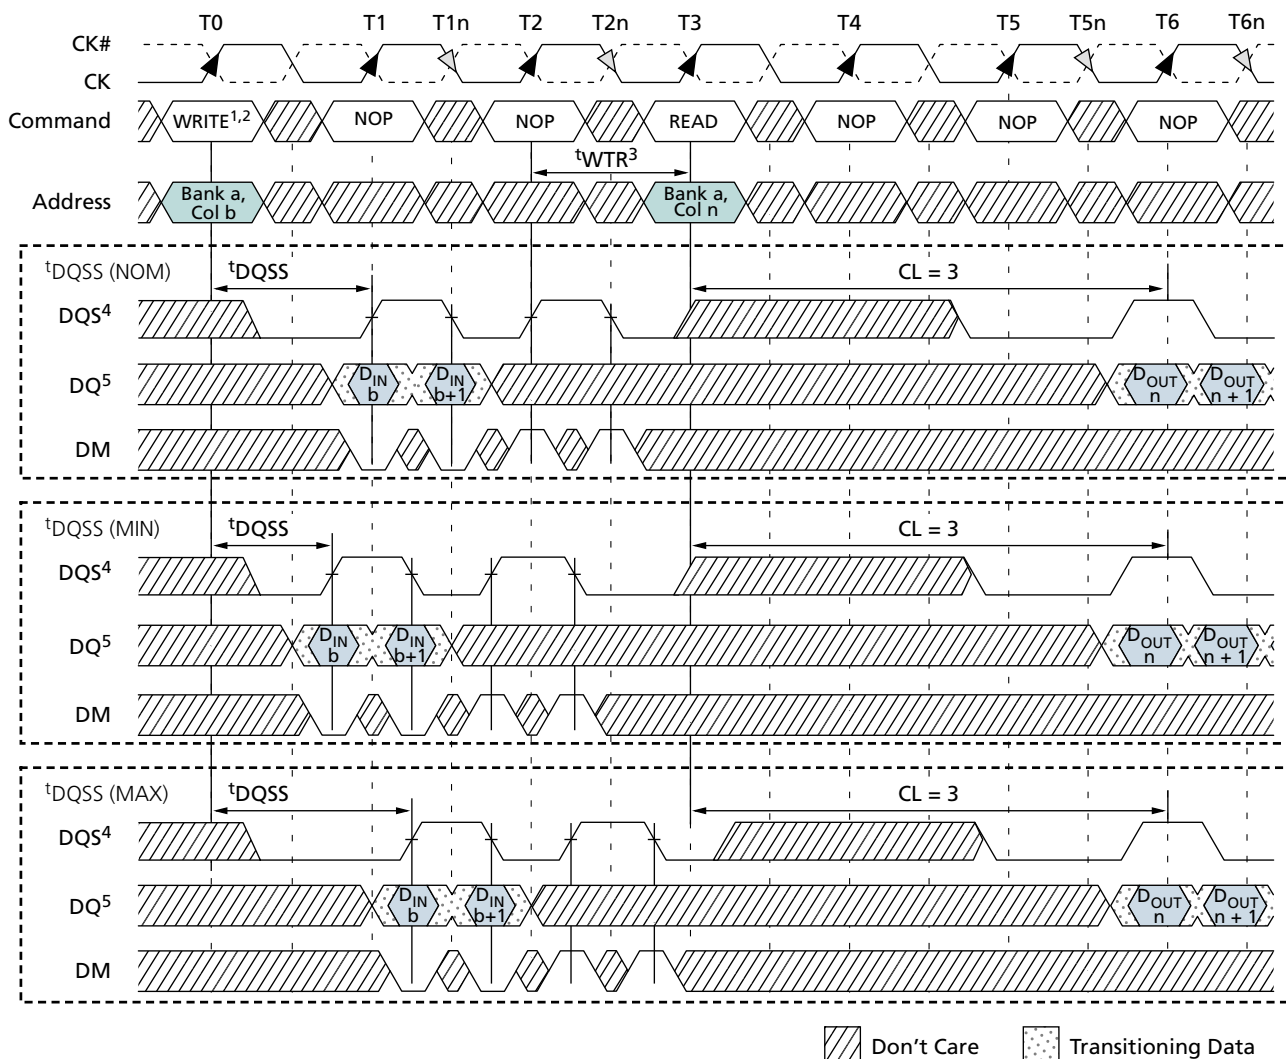 T0 T1 T1n T2 T2n T3 T4 T5 T5n T6 T6n
CK#
CK
Command WRITE1,2 NOP NOP READ NOP NOP NOP
tWTR3
Address Bank a, Col b Bank a, Col n
tDQSS (NOM) tDQSS CL = 3
DQS4
DQ5 DIN b DIN b+1 DOUT n DOUT n + 1
DM
tDQSS (MIN) tDQSS CL = 3
DQS4
DQ5 DIN b DIN b+1 DOUT n DOUT n + 1
DM
tDQSS (MAX) tDQSS CL = 3
DQS4
DQ5 DIN b DIN b+1 DOUT n DOUT n + 1
DM
Don't Care Transitioning Data